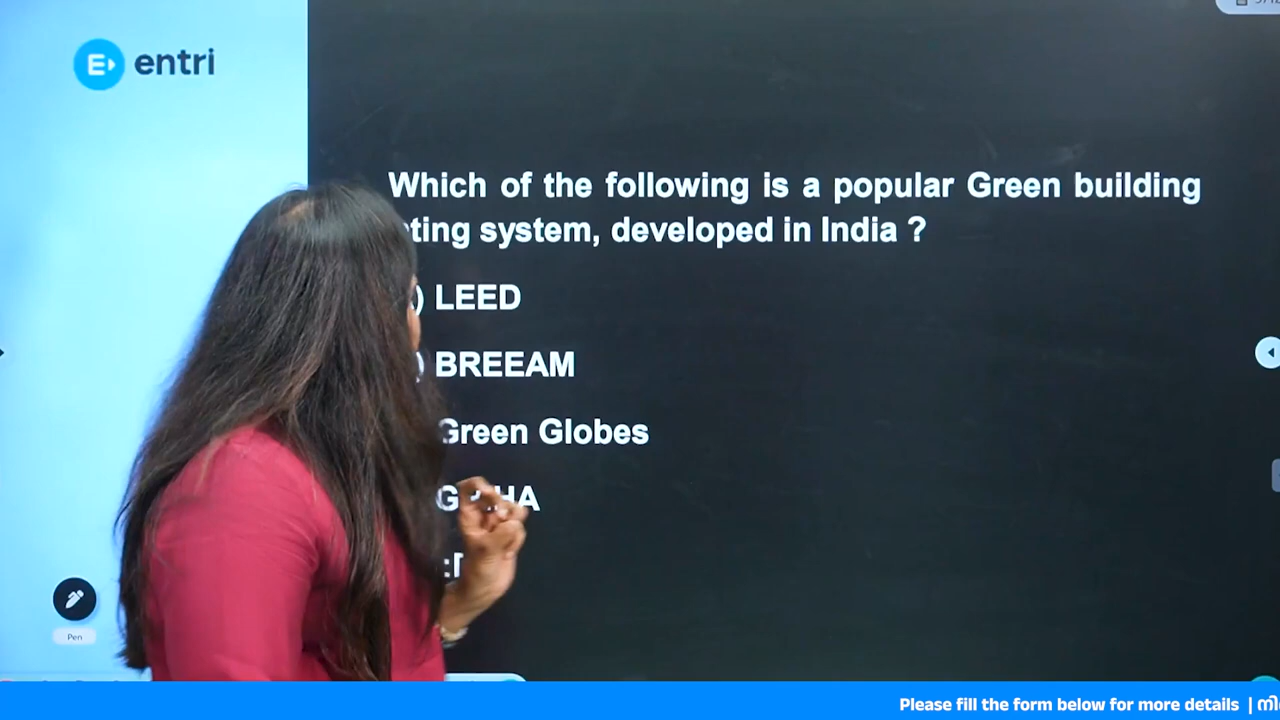 entri
Which of the following is a popular Green building
system, developed in India ?
LEED
BREEAM
Green Globes
Pen
Please fill the form below for more details |